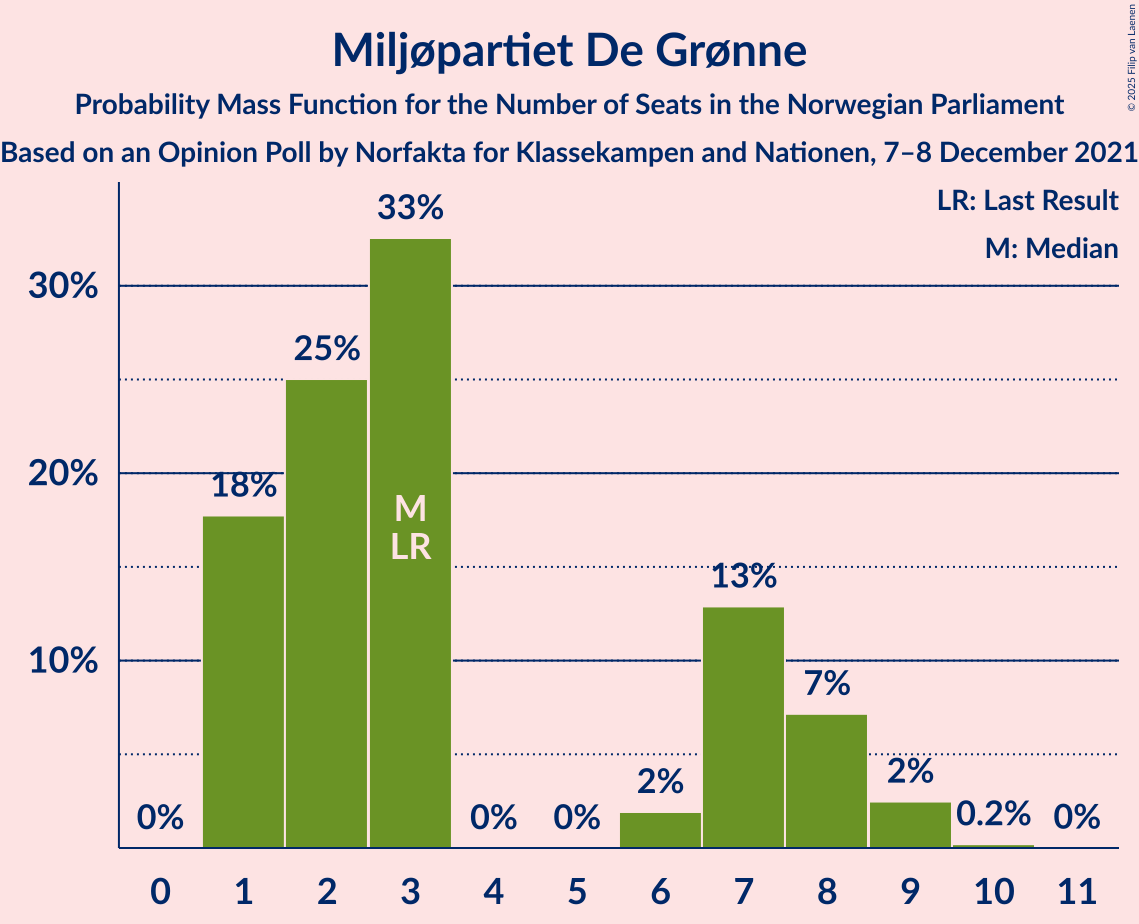 Miljøpartiet De Grønne
Probability Mass Function for the Number of Seats in the Norwegian Parliament
Based on an Opinion Poll by Norfakta for Klassekampen and Nationen, 7–8 December 2021
© 2025 Filip van Laenen
LR: Last Result
M: Median
33%
30%
25%
20%
18%
M
LR
13%
10%
7%
2%
2%
0%
0%
0%
0.2%
0%
0 1 2 3 4 5 6 7 8 9 10 11